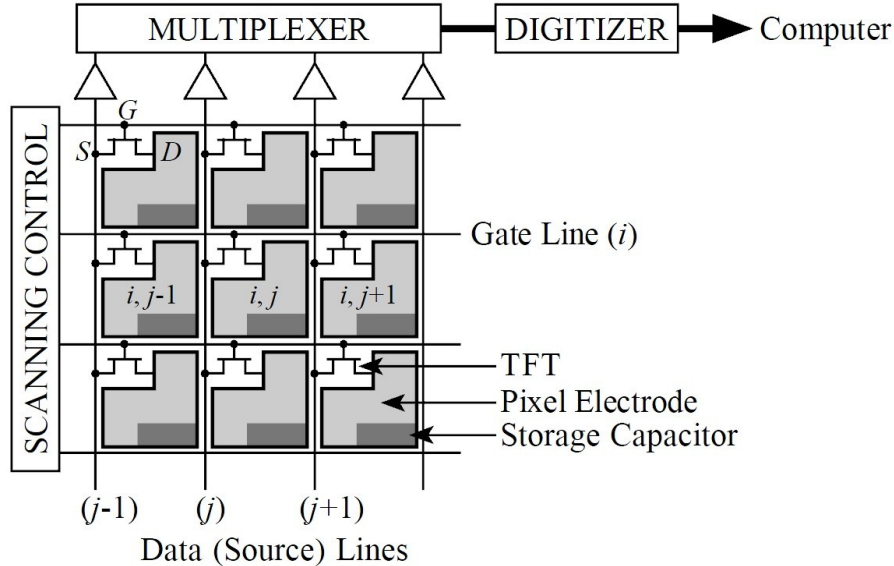 MULTIPLEXER
DIGITIZER
Computer
SCANNING CONTROL
G
S
D
Gate Line (i)
i, j-1
i, j
i, j+1
TFT
Pixel Electrode
Storage Capacitor
(j-1)
(j)
(j+1)
Data (Source) Lines